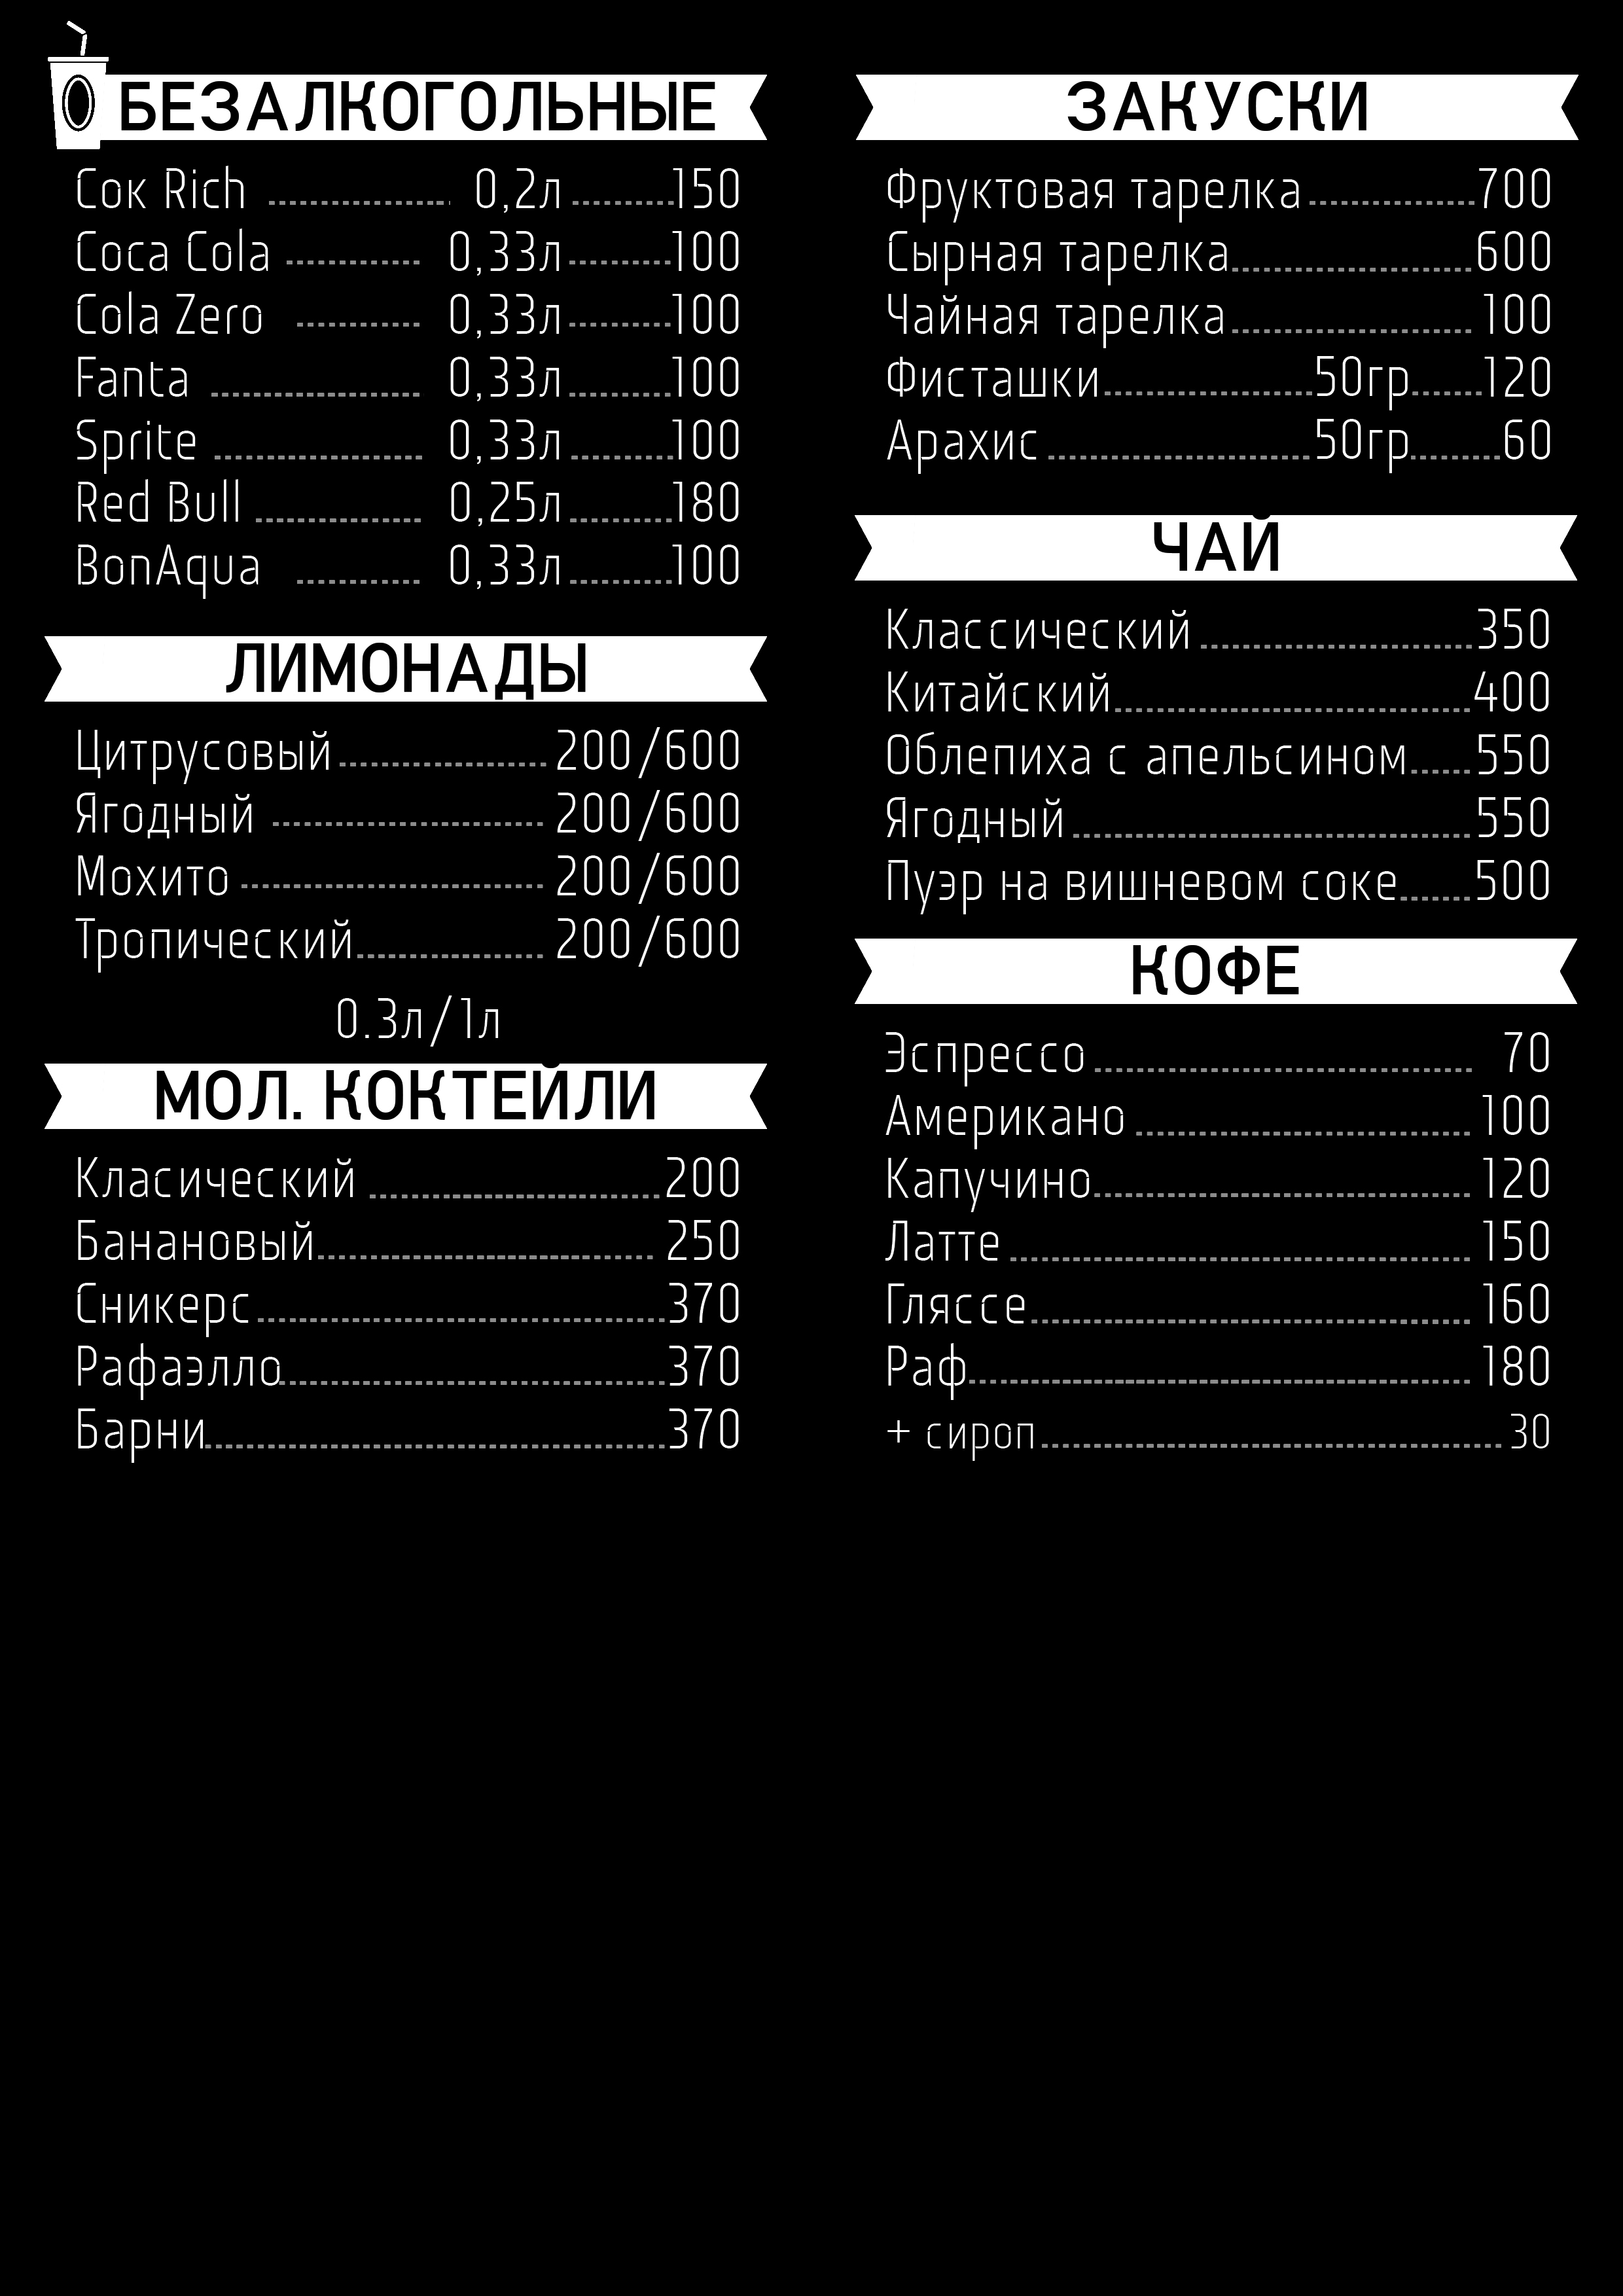 БЕЗАЛКОГОЛЬНЫЕ
Сок Rich 0,2л 150
Coca Cola 0,33л 100
Cola Zero 0,33л 100
Fanta 0,33л 100
Sprite 0,33л 100
Red Bull 0,25л 180
BonAqua 0,33л 100
ЛИМОНАДЫ
Цитрусовый 200/600
Ягодный 200/600
Мохито 200/600
Тропический 200/600
0.3л/1л
МОЛ. КОКТЕЙЛИ
Класический 200
Банановый 250
Сникерс 370
Рафаэлло 370
Барни 370
ЗАКУСКИ
Фруктовая тарелка 700
Сырная тарелка 600
Чайная тарелка 100
Фисташки 50гр 120
Арахис 50гр 60
ЧАЙ
Классический 350
Китайский 400
Облепиха с апельсином 550
Ягодный 550
Пуэр на вишневом соке 500
КОФЕ
Эспрессо 70
Американо 100
Капучино 120
Латте 150
Гляссе 160
Раф 180
+ сироп 30